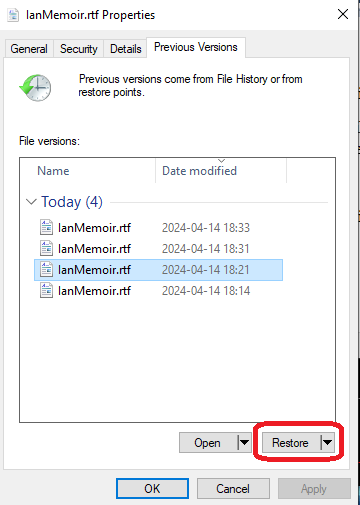 IanMemoir.rtf Properties
General Security Details Previous Versions
Previous versions come from File History or from
restore points.
File versions:
Name Date modified
Today (4)
IanMemoir.rtf 2024-04-14 18:33
IanMemoir.rtf 2024-04-14 18:31
IanMemoir.rtf 2024-04-14 18:21
IanMemoir.rtf 2024-04-14 18:14
Open Restore
OK Cancel Apply